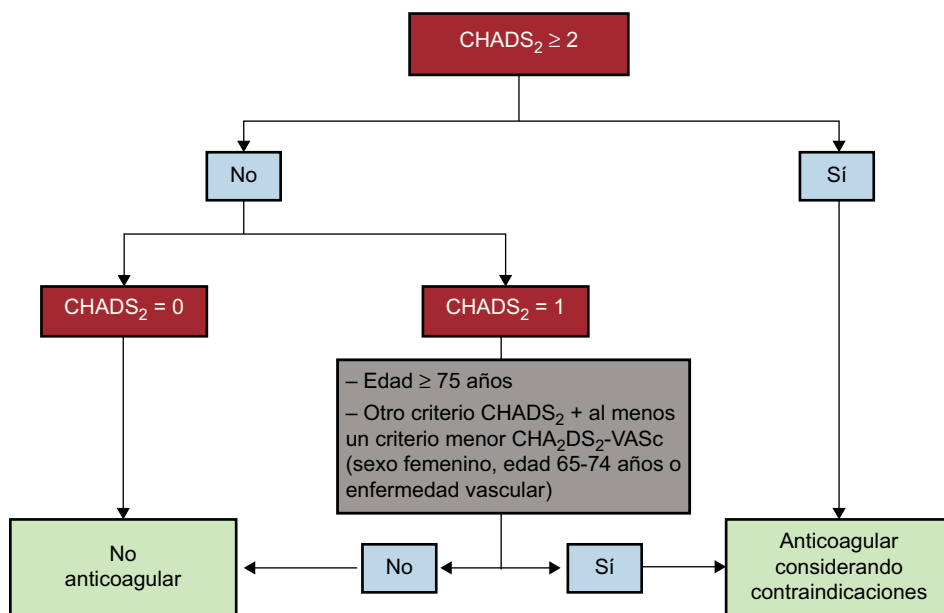 CHADS₂ ≥ 2
No
Sí
CHADS₂ = 0
CHADS₂ = 1
– Edad ≥ 75 años
– Otro criterio CHADS₂ + al menos
un criterio menor CHA₂DS₂-VASc
(sexo femenino, edad 65-74 años o
enfermedad vascular)
No
anticoagular
No
Sí
Anticoagular
considerando
contraindicaciones